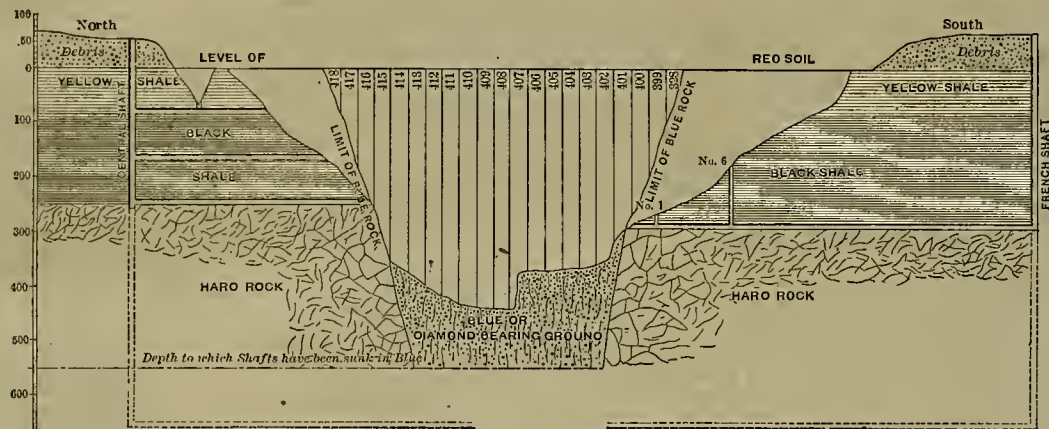 North
South
100
50
0
100
200
300
400
500
600
Debris
Debris
LEVEL OF
RED SOIL
YELLOW
SHALE
YELLOW SHALE
CENTRAL SHAFT
FRENCH SHAFT
418 417 416 415 414 413 412 411 410 409 408 407 406 405 404 403 402 401 400 399 398
LIMIT OF BLUE ROCK
LIMIT OF BLUE ROCK
BLACK
SHALE
BLACK SHALE
No. 6
No. 1
HARD ROCK
HARD ROCK
BLUE OR
DIAMOND BEARING GROUND
Depth to which Shafts have been sunk in Blue